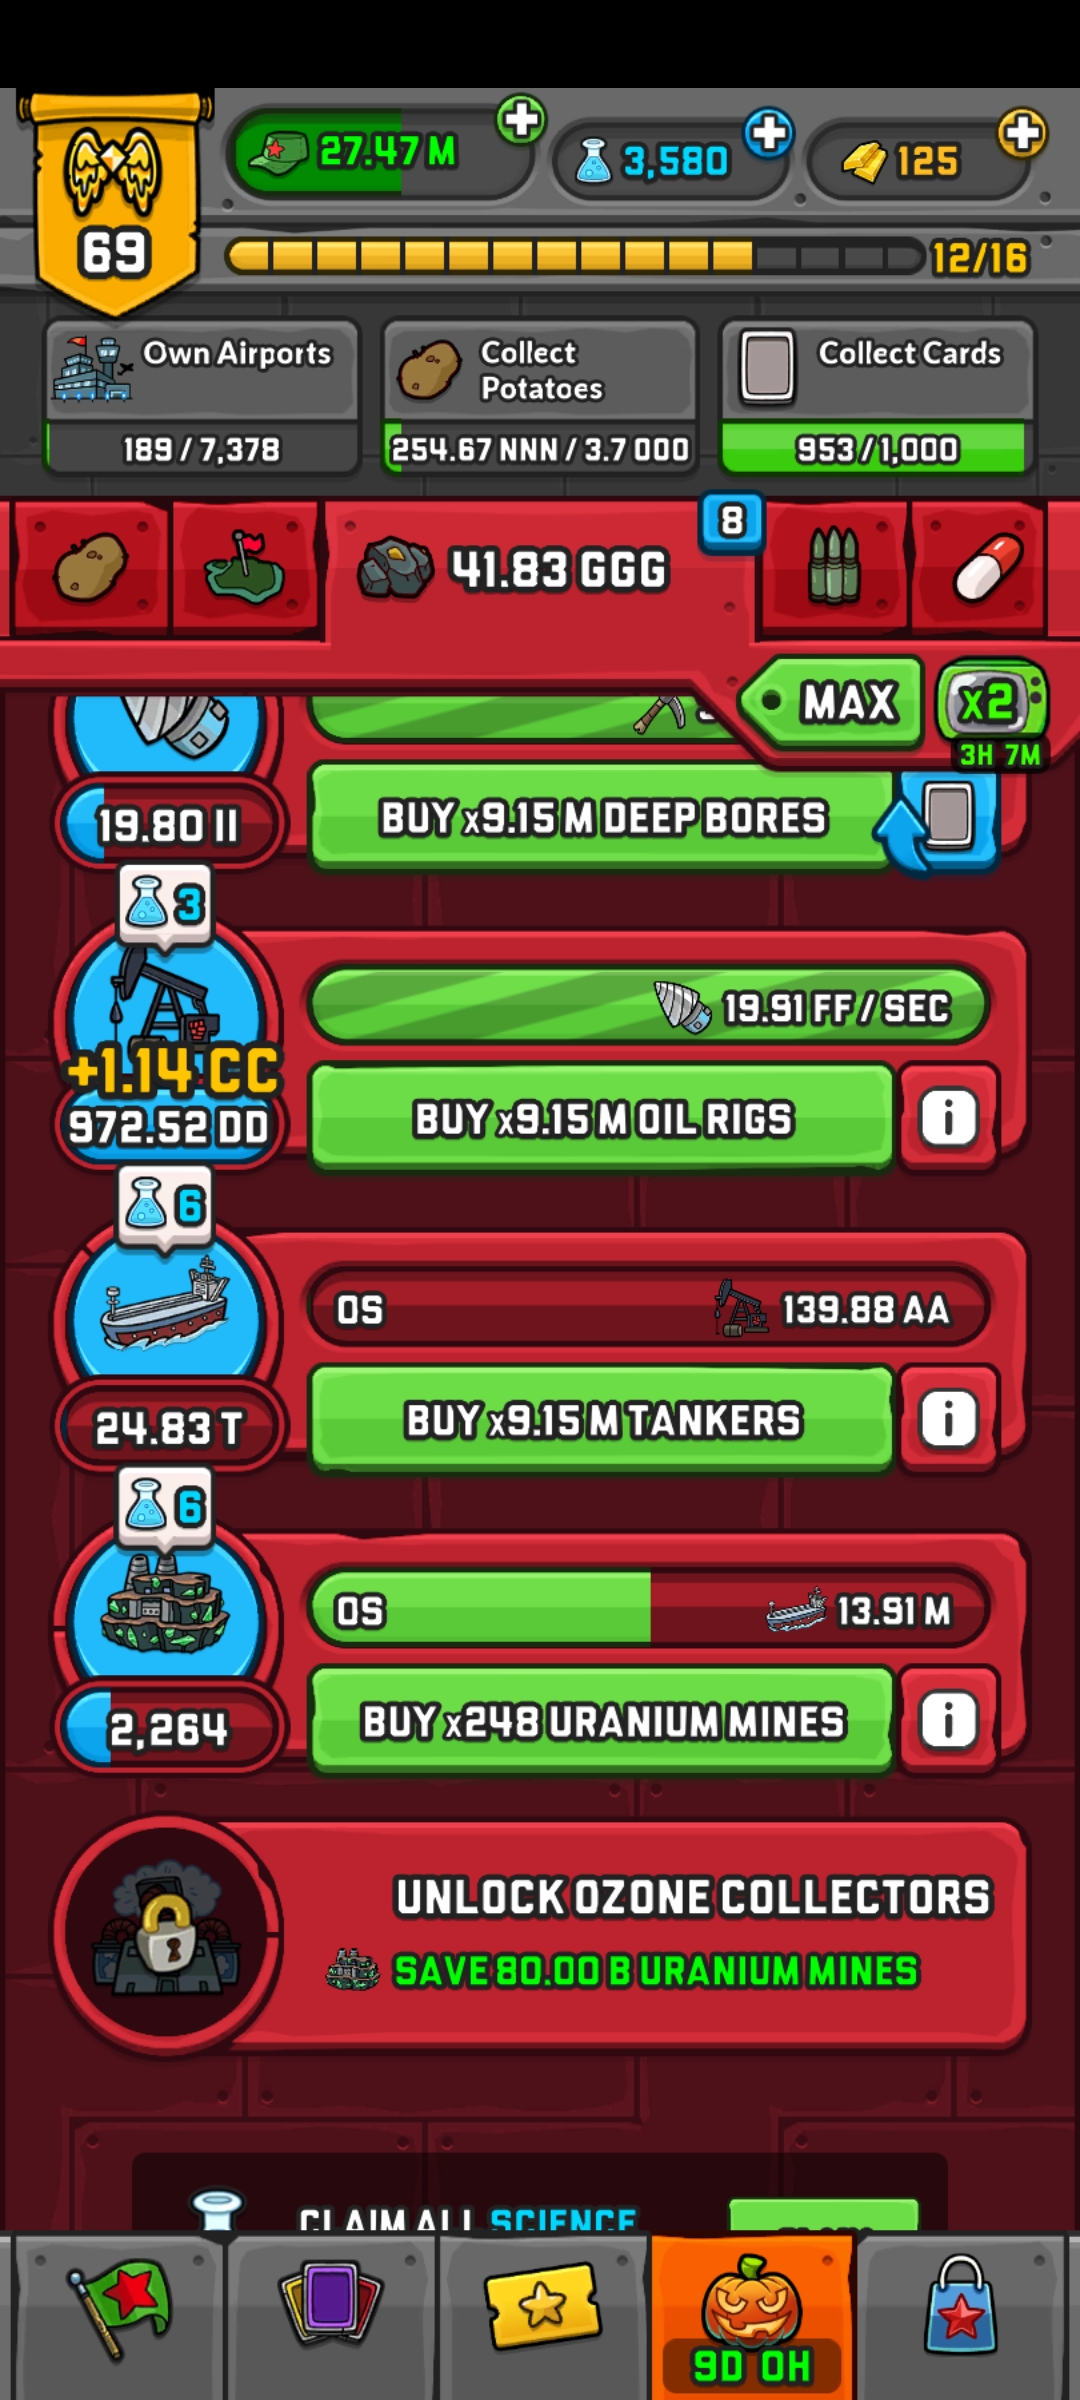 27.47 M
3,580
125
69
12/16
Own Airports
189 / 7,378
Collect
Potatoes
254.67 NNN / 3.7 OOO
Collect Cards
953 / 1,000
41.83 GGG
8
MAX
x2
3H 7M
19.80 II
BUY x9.15 M DEEP BORES
3
19.91 FF / SEC
+1.14 CC
972.52 DD
BUY x9.15 M OIL RIGS
i
6
0S
139.88 AA
24.83 T
BUY x9.15 M TANKERS
i
6
0S
13.91 M
2,264
BUY x248 URANIUM MINES
i
UNLOCK OZONE COLLECTORS
SAVE 80.00 B URANIUM MINES
CLAIM ALL SCIENCE
9D 0H